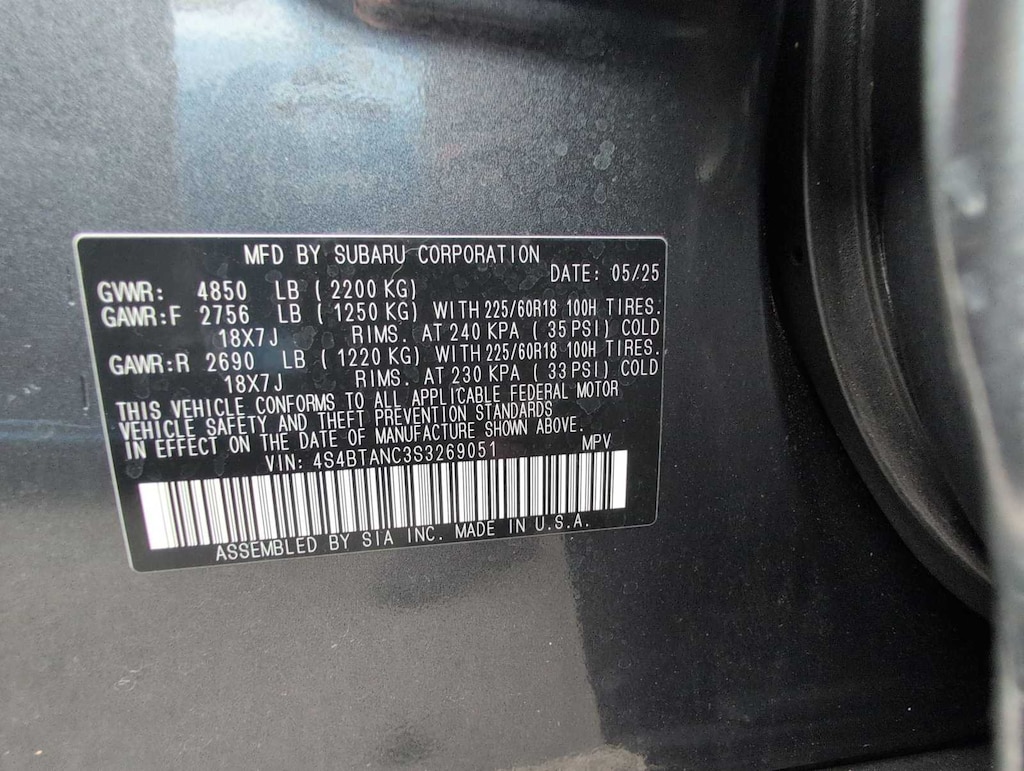 MFD BY SUBARU CORPORATION
DATE: 05/25
GVWR: 4850 LB ( 2200 KG)
GAWR:F 2756 LB ( 1250 KG) WITH 225/60R18 100H TIRES.
18X7J RIMS. AT 240 KPA ( 35 PSI) COLD
GAWR:R 2690 LB ( 1220 KG) WITH 225/60R18 100H TIRES.
18X7J RIMS. AT 230 KPA ( 33 PSI) COLD
THIS VEHICLE CONFORMS TO ALL APPLICABLE FEDERAL MOTOR
VEHICLE SAFETY AND THEFT PREVENTION STANDARDS
IN EFFECT ON THE DATE OF MANUFACTURE SHOWN ABOVE.
VIN: 4S4BTANC3S3269051 MPV
ASSEMBLED BY SIA INC. MADE IN U.S.A.